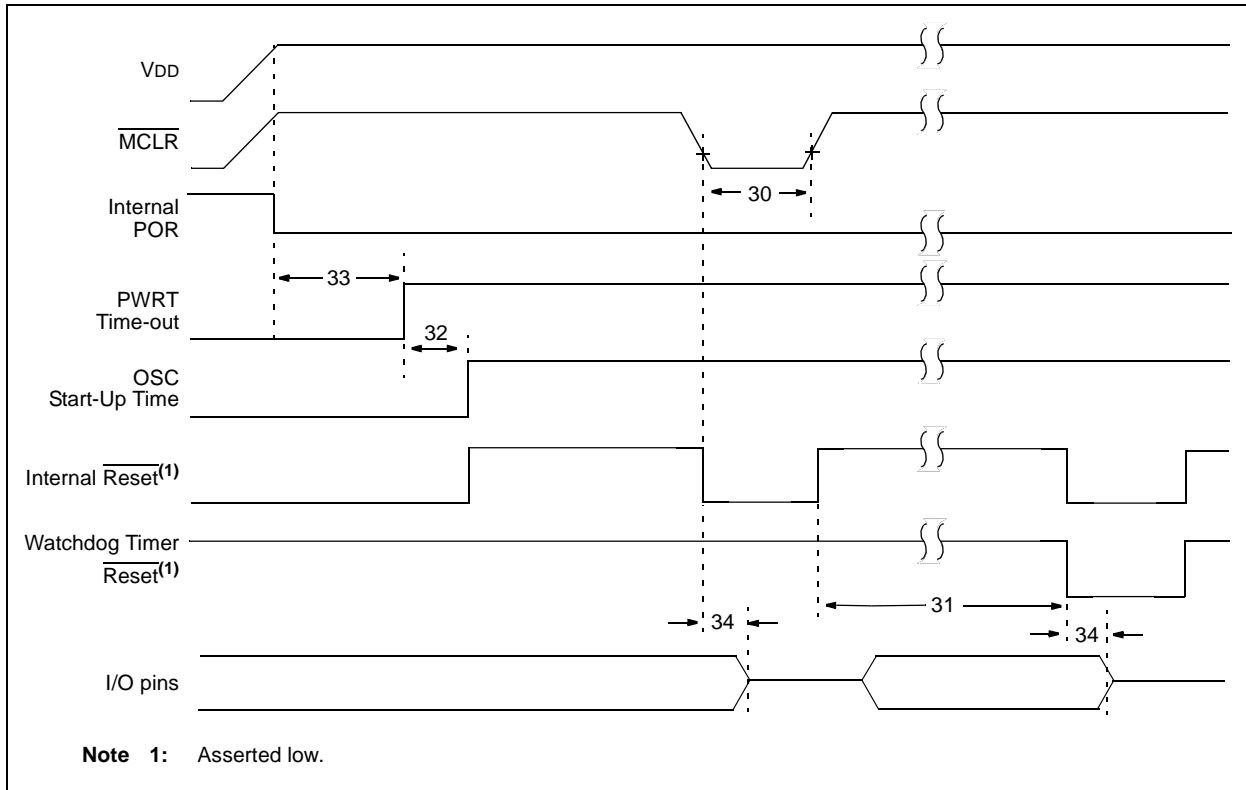 VDD
MCLR
30
Internal
POR
33
PWRT
Time-out
32
OSC
Start-Up Time
Internal Reset(1)
Watchdog Timer
Reset(1)
31
34
34
I/O pins
Note 1: Asserted low.